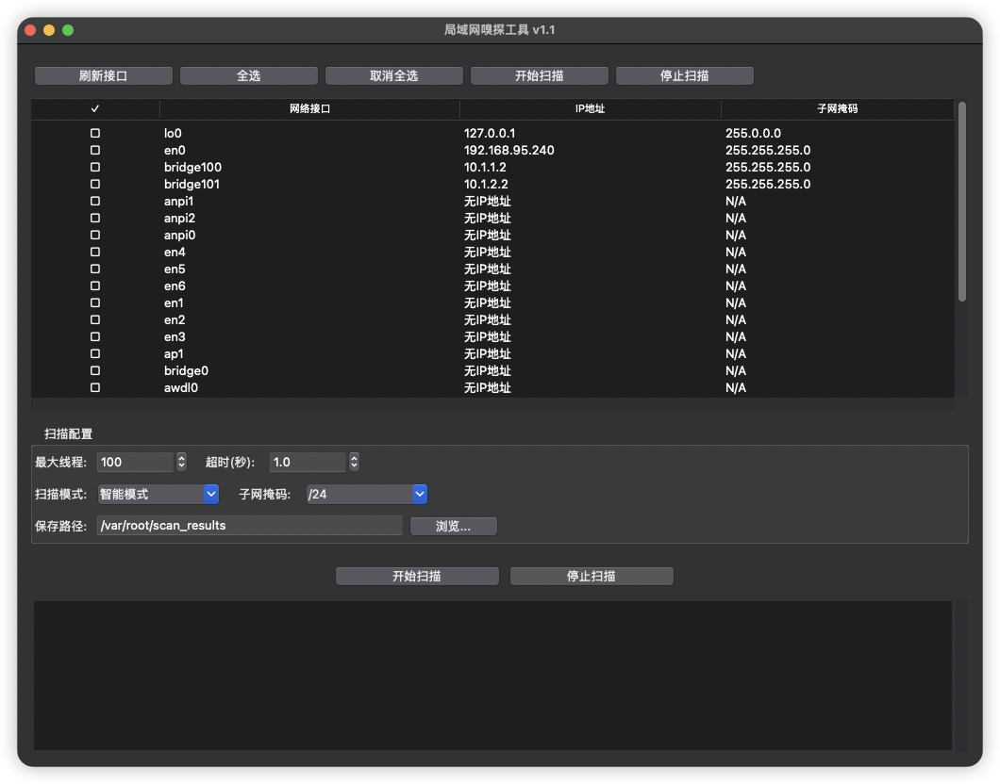 局域网嗅探工具 v1.1
刷新接口 全选 取消全选 开始扫描 停止扫描
✓ 网络接口 IP地址 子网掩码
lo0 127.0.0.1 255.0.0.0
en0 192.168.95.240 255.255.255.0
bridge100 10.1.1.2 255.255.255.0
bridge101 10.1.2.2 255.255.255.0
anpi1 无IP地址 N/A
anpi2 无IP地址 N/A
anpi0 无IP地址 N/A
en4 无IP地址 N/A
en5 无IP地址 N/A
en6 无IP地址 N/A
en1 无IP地址 N/A
en2 无IP地址 N/A
en3 无IP地址 N/A
ap1 无IP地址 N/A
bridge0 无IP地址 N/A
awdl0 无IP地址 N/A
扫描配置
最大线程: 100 超时(秒): 1.0
扫描模式: 智能模式 子网掩码: /24
保存路径: /var/root/scan_results 浏览...
开始扫描 停止扫描